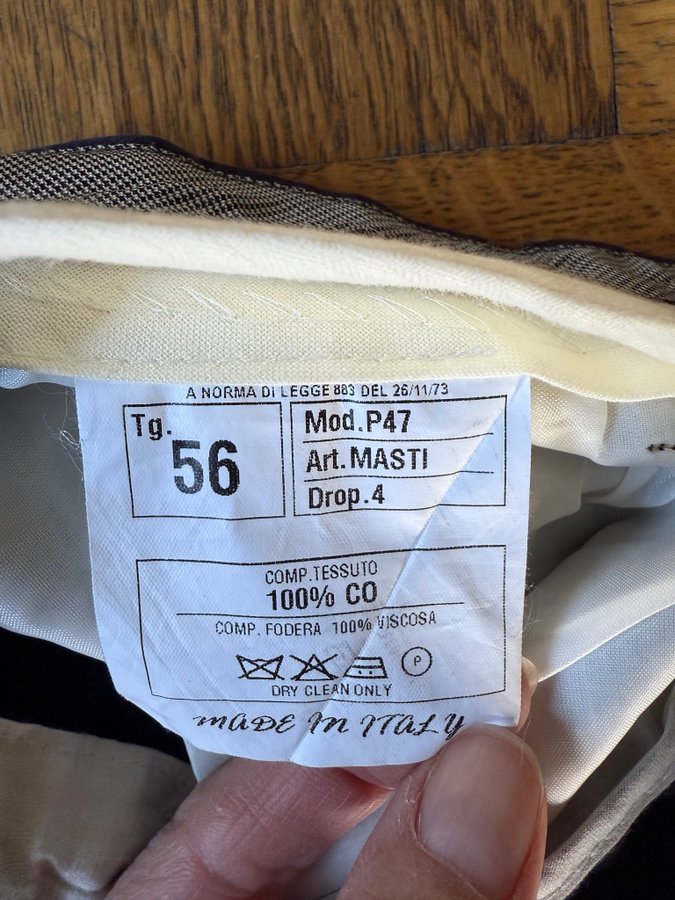 A NORMA DI LEGGE 883 DEL 26/11/73
Tg.
56
Mod.P47
Art.MASTI
Drop.4
COMP.TESSUTO
100% CO
COMP. FODERA 100% VISCOSA
P
DRY CLEAN ONLY
MADE IN ITALY